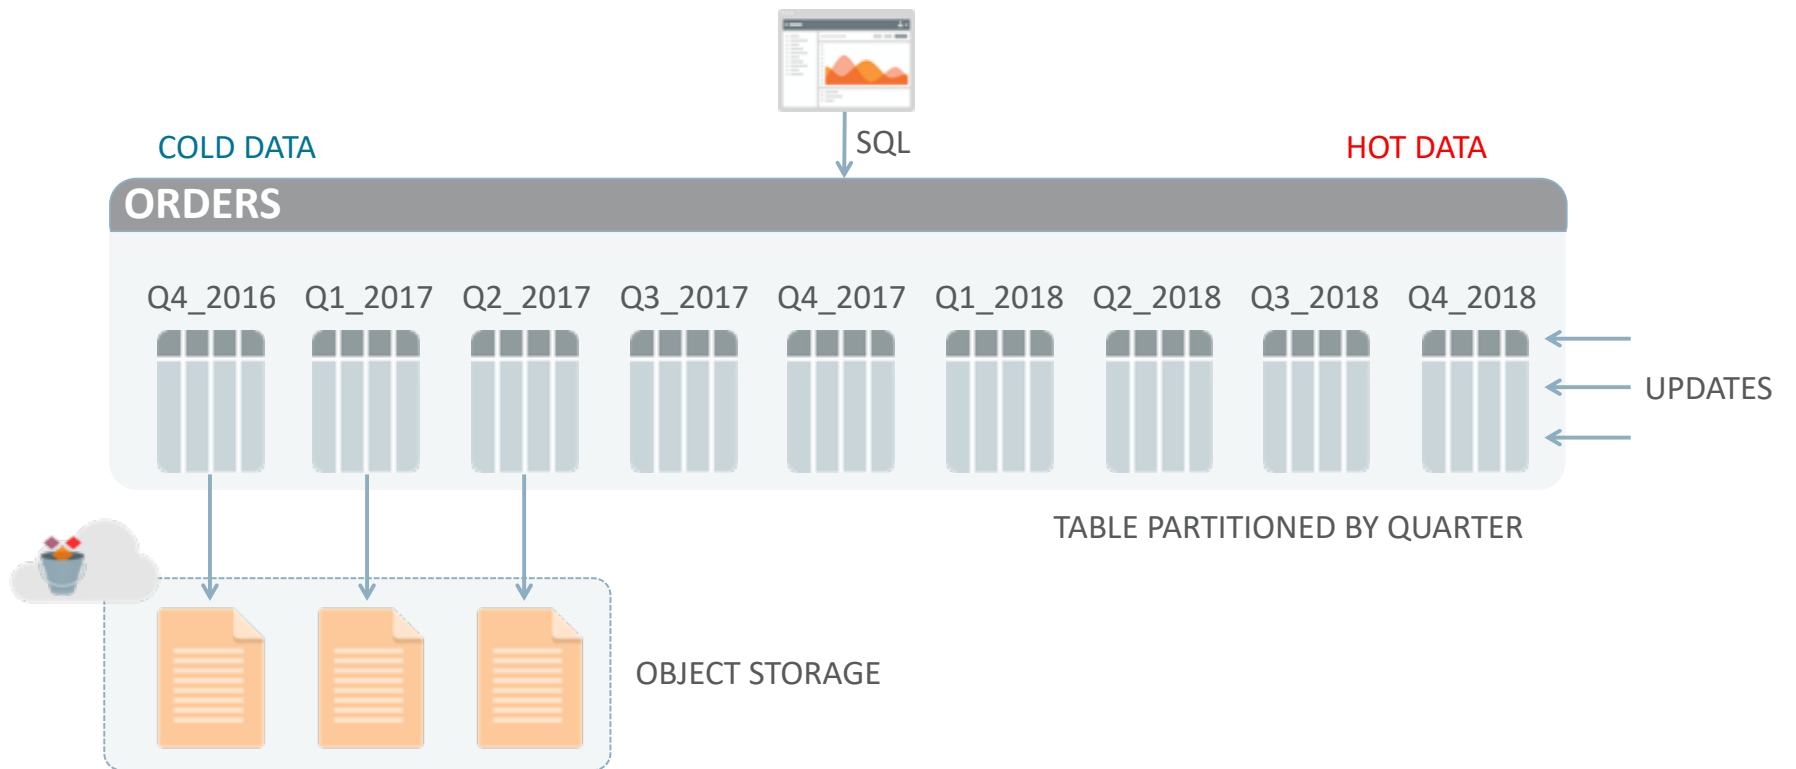 SQL
COLD DATA
HOT DATA
ORDERS
Q4_2016 Q1_2017 Q2_2017 Q3_2017 Q4_2017 Q1_2018 Q2_2018 Q3_2018 Q4_2018
UPDATES
TABLE PARTITIONED BY QUARTER
OBJECT STORAGE